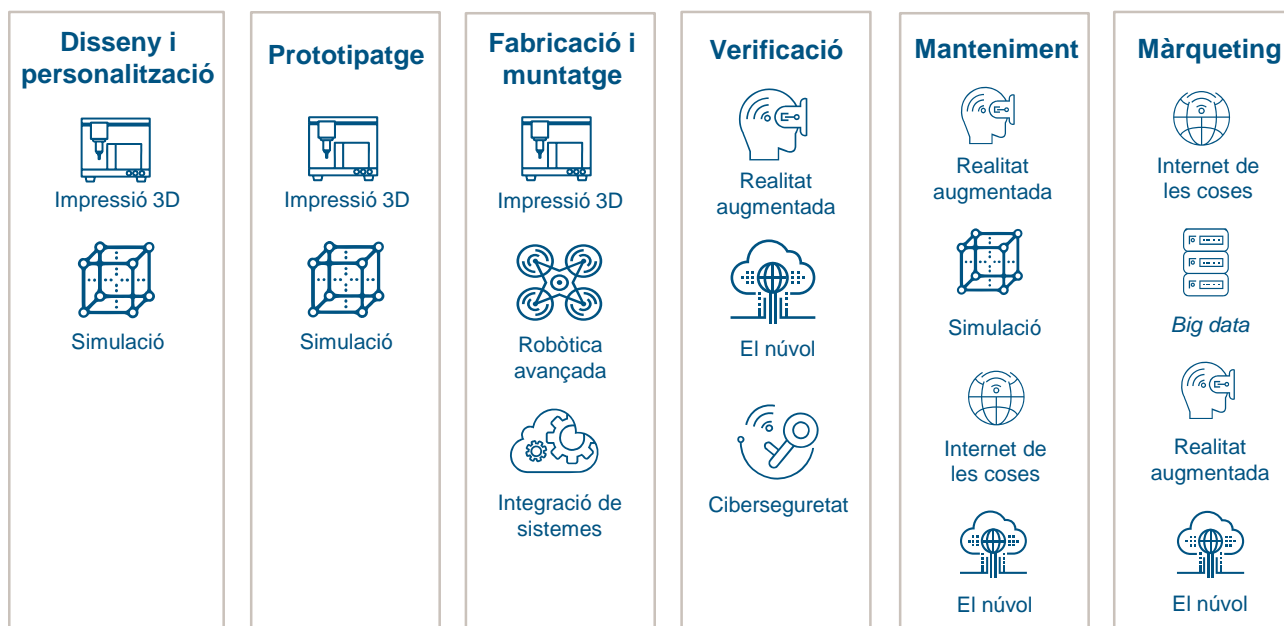 Disseny i
personalització
Impressió 3D
Simulació
Prototipatge
Impressió 3D
Simulació
Fabricació i
muntatge
Impressió 3D
Robòtica
avançada
Integració de
sistemes
Verificació
Realitat
augmentada
El núvol
Ciberseguretat
Manteniment
Realitat
augmentada
Simulació
Internet de
les coses
El núvol
Màrqueting
Internet de
les coses
Big data
Realitat
augmentada
El núvol